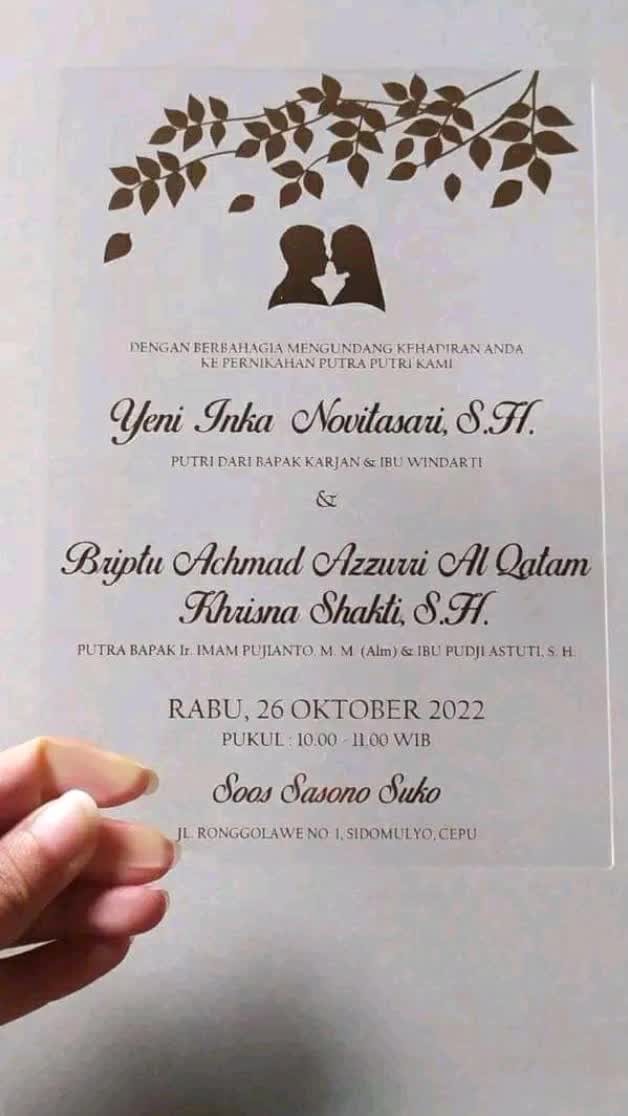 DENGAN BERBAHAGIA MENGUNDANG KEHADIRAN ANDA
KE PERNIKAHAN PUTRA PUTRI KAMI
Yeni Inka Novitasari, S.H.
PUTRI DARI BAPAK KARJAN & IBU WINDARTI
&
Briptu Achmad Azzurri Al Qatam
Khrisna Shakti, S.H.
PUTRA BAPAK Ir. IMAM PUJIANTO. M. M. (Alm) & IBU PUDJI ASTUTI, S. H.
RABU, 26 OKTOBER 2022
PUKUL : 10.00 - 11.00 WIB
Soos Sasono Suko
JL. RONGGOLAWE NO. 1, SIDOMULYO, CEPU